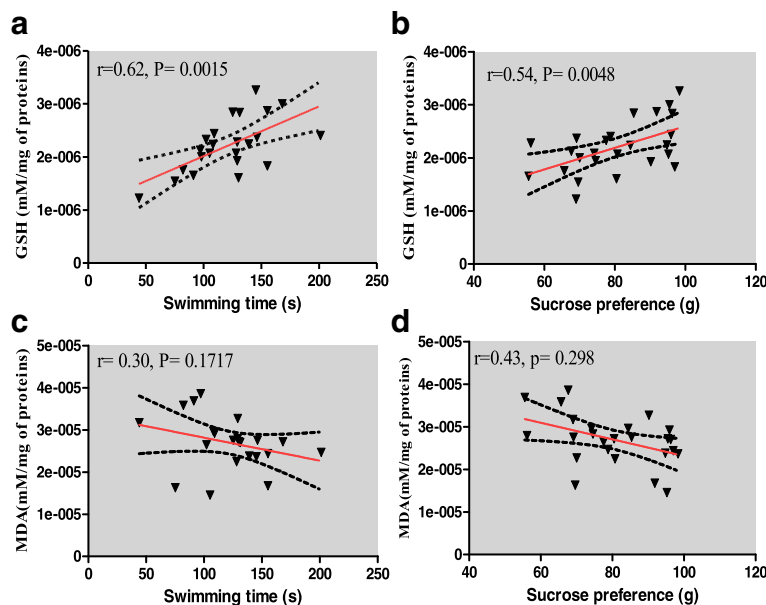 a
r=0.62, P= 0.0015
GSH (mM/mg of proteins)
4e-006
3e-006
2e-006
1e-006
0
0 50 100 150 200 250
Swimming time (s)
b
r=0.54, P= 0.0048
GSH (mM/mg of proteins)
4e-006
3e-006
2e-006
1e-006
0
40 60 80 100 120
Sucrose preference (g)
c
r= 0.30, P= 0.1717
MDA(mM/mg of proteins)
5e-005
4e-005
3e-005
2e-005
1e-005
0
0 50 100 150 200 250
Swimming time (s)
d
r=0.43, p= 0.298
MDA(mM/mg of proteins)
5e-005
4e-005
3e-005
2e-005
1e-005
0
40 60 80 100 120
Sucrose preference (g)